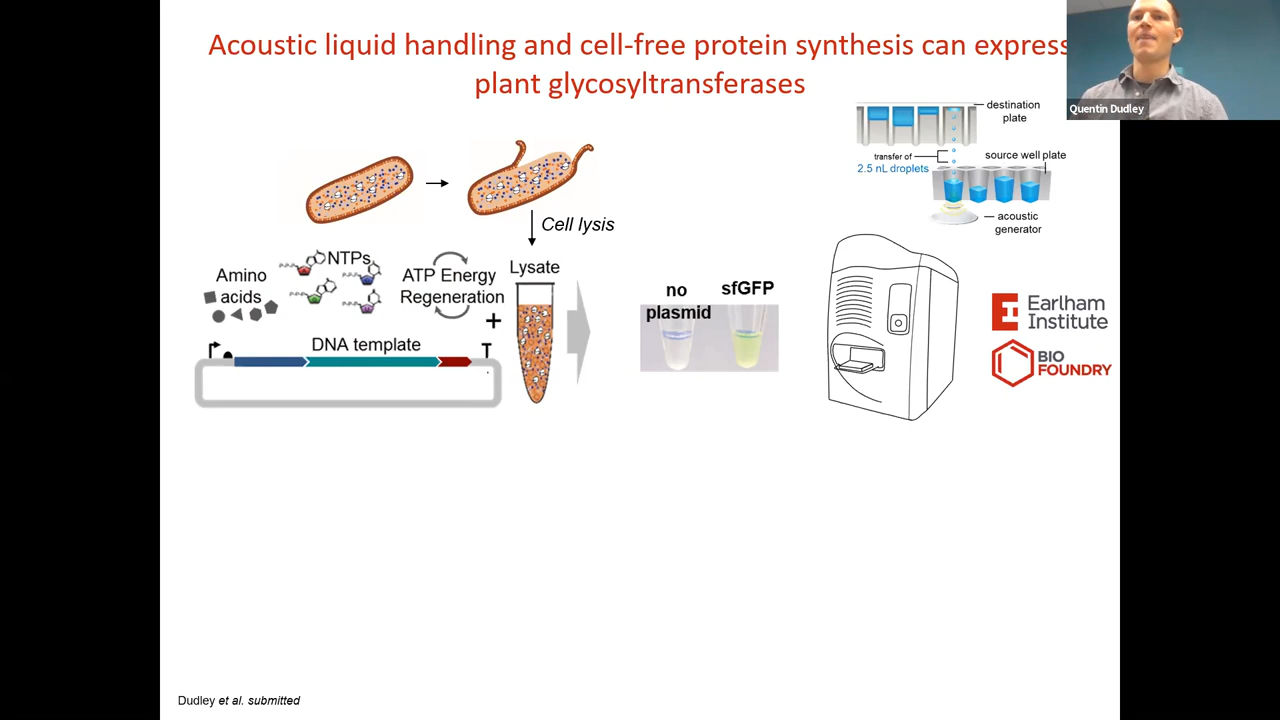 Acoustic liquid handling and cell-free protein synthesis can express
plant glycosyltransferases
Quentin Dudley
destination
plate
transfer of
2.5 nL droplets
source well plate
acoustic
generator
Cell lysis
Amino
acids
NTPs
ATP Energy
Regeneration
Lysate
+
DNA template
no
plasmid
sfGFP
Earlham
Institute
BIO
FOUNDRY
Dudley et al. submitted